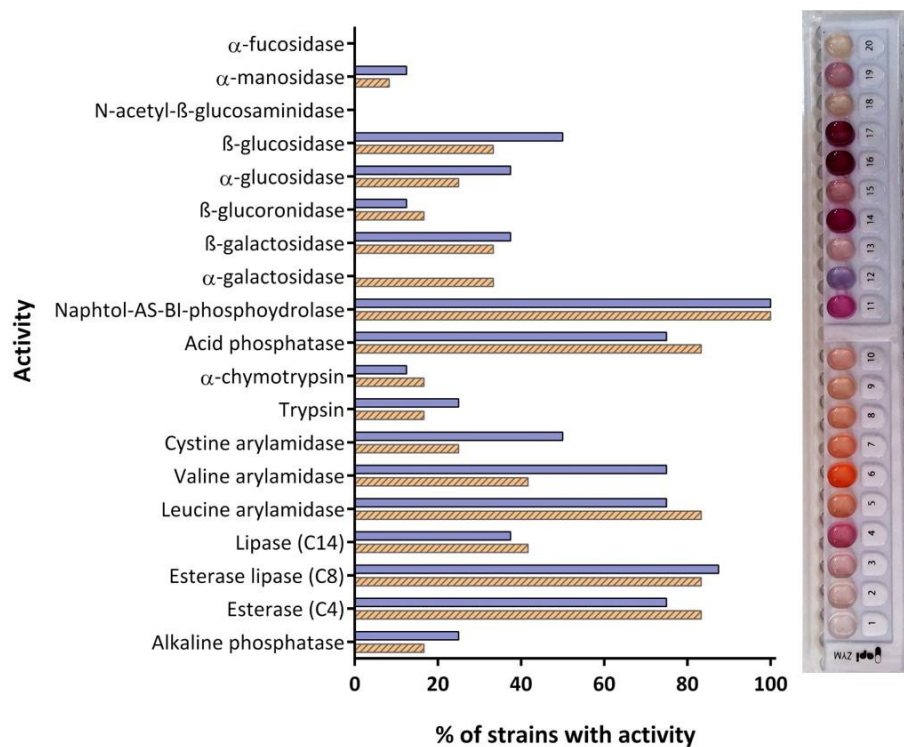 α-fucosidase
α-manosidase
N-acetyl-ß-glucosaminidase
ß-glucosidase
α-glucosidase
ß-glucoronidase
ß-galactosidase
α-galactosidase
Naphtol-AS-BI-phosphoydrolase
Acid phosphatase
α-chymotrypsin
Trypsin
Cystine arylamidase
Valine arylamidase
Leucine arylamidase
Lipase (C14)
Esterase lipase (C8)
Esterase (C4)
Alkaline phosphatase
Activity
0 20 40 60 80 100
% of strains with activity
20
19
18
17
16
15
14
13
12
11
10
9
8
7
6
5
4
3
2
1
api ZYM